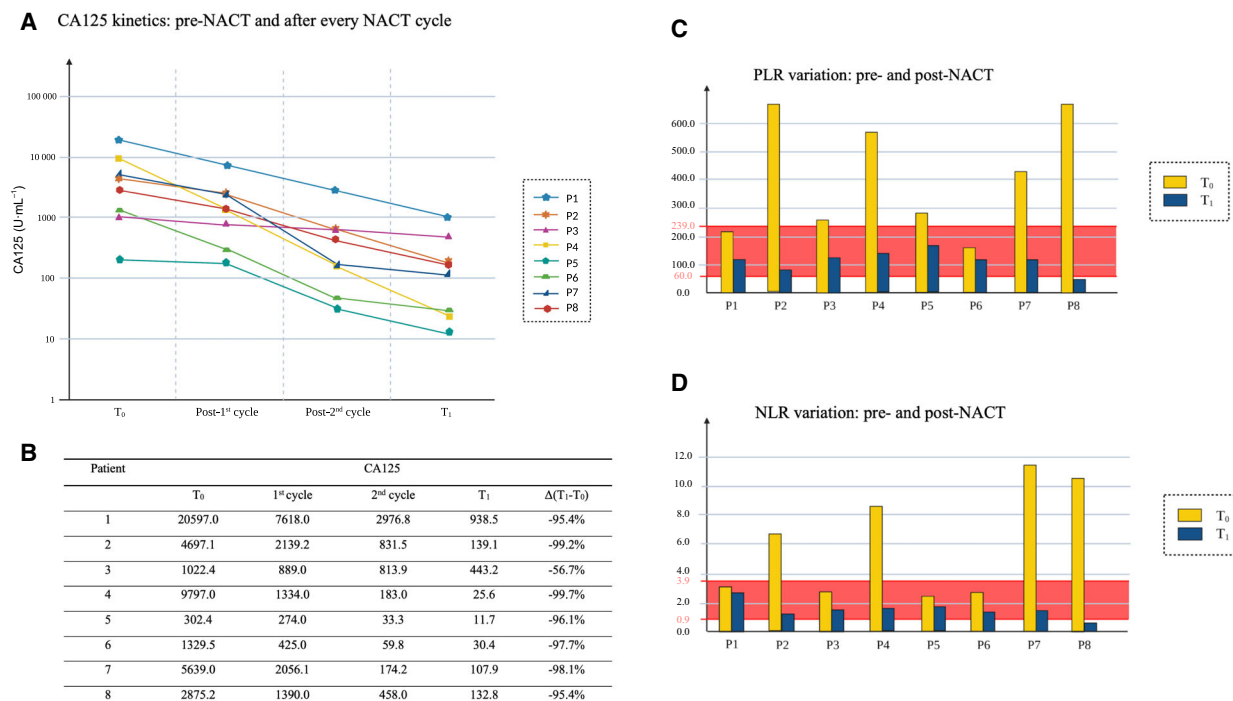 A
CA125 kinetics: pre-NACT and after every NACT cycle
CA125 (U·mL⁻¹)
100 000
10 000
1000
100
10
1
T₀
Post-1ˢᵗ cycle
Post-2ⁿᵈ cycle
T₁
P1
P2
P3
P4
P5
P6
P7
P8
B
Patient CA125
T₀ 1ˢᵗ cycle 2ⁿᵈ cycle T₁ Δ(T₁-T₀)
1 20597.0 7618.0 2976.8 938.5 -95.4%
2 4697.1 2139.2 831.5 139.1 -99.2%
3 1022.4 889.0 813.9 443.2 -56.7%
4 9797.0 1334.0 183.0 25.6 -99.7%
5 302.4 274.0 33.3 11.7 -96.1%
6 1329.5 425.0 59.8 30.4 -97.7%
7 5639.0 2056.1 174.2 107.9 -98.1%
8 2875.2 1390.0 458.0 132.8 -95.4%
C
PLR variation: pre- and post-NACT
600.0
500.0
400.0
300.0
239.0
200.0
100.0
60.0
0.0
P1 P2 P3 P4 P5 P6 P7 P8
T₀
T₁
D
NLR variation: pre- and post-NACT
12.0
10.0
8.0
6.0
4.0
3.9
2.0
0.9
0.0
P1 P2 P3 P4 P5 P6 P7 P8
T₀
T₁